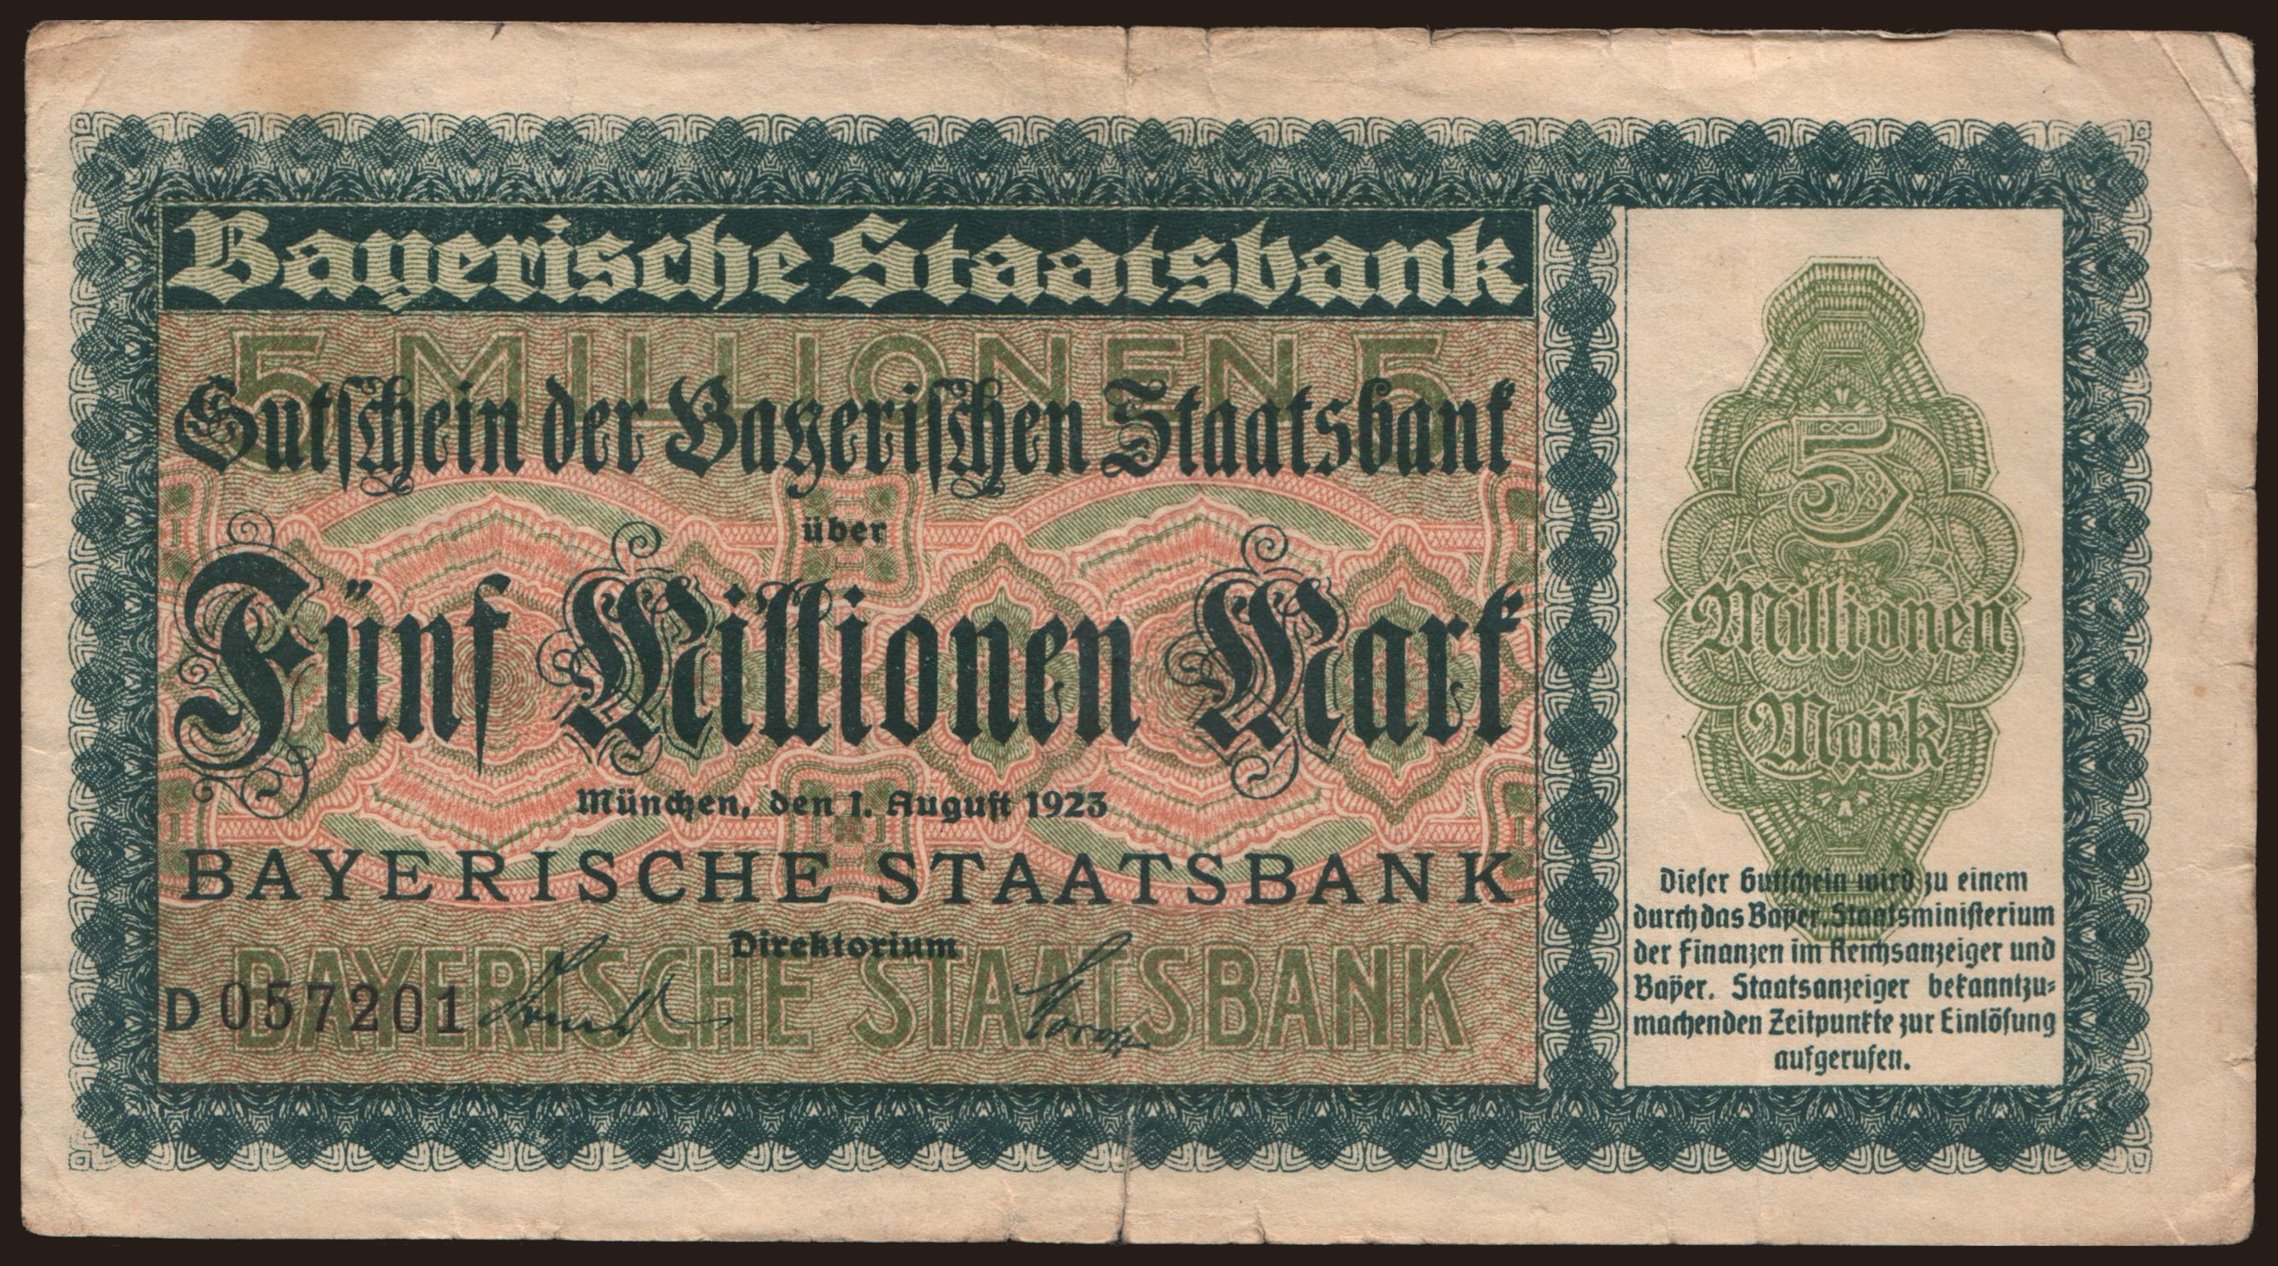 Bayerische Staatsbank
5 MILLIONEN 5
Gutschein der Bayerischen Staatsbank
über
Fünf Millionen Mark
München, den 1. August 1923
BAYERISCHE STAATSBANK
Direktorium
BAYERISCHE STAATSBANK
D 057201
5
Millionen
Mark
Dieser Gutschein wird zu einem
durch das Bayer. Staatsministerium
der Finanzen im Reichsanzeiger und
Bayer. Staatsanzeiger bekanntzu-
machenden Zeitpunkte zur Einlösung
aufgerufen.